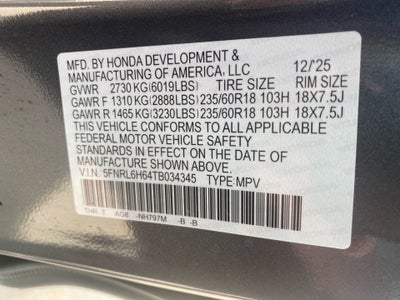 MFD. BY HONDA DEVELOPMENT &
MANUFACTURING OF AMERICA, LLC 12/'25
GVWR 2730 KG (6019LBS) TIRE SIZE RIM SIZE
GAWR F 1310 KG (2888LBS) 235/60R18 103H 18X7.5J
GAWR R 1465 KG (3230LBS) 235/60R18 103H 18X7.5J
THIS VEHICLE CONFORMS TO ALL APPLICABLE
FEDERAL MOTOR VEHICLE SAFETY
STANDARDS IN EFFECT ON THE DATE OF
MANUFACTURE SHOWN ABOVE.
V.I.N.: 5FNRL6H64TB034345 TYPE: MPV
THR T AG8 -NH797M -B -B